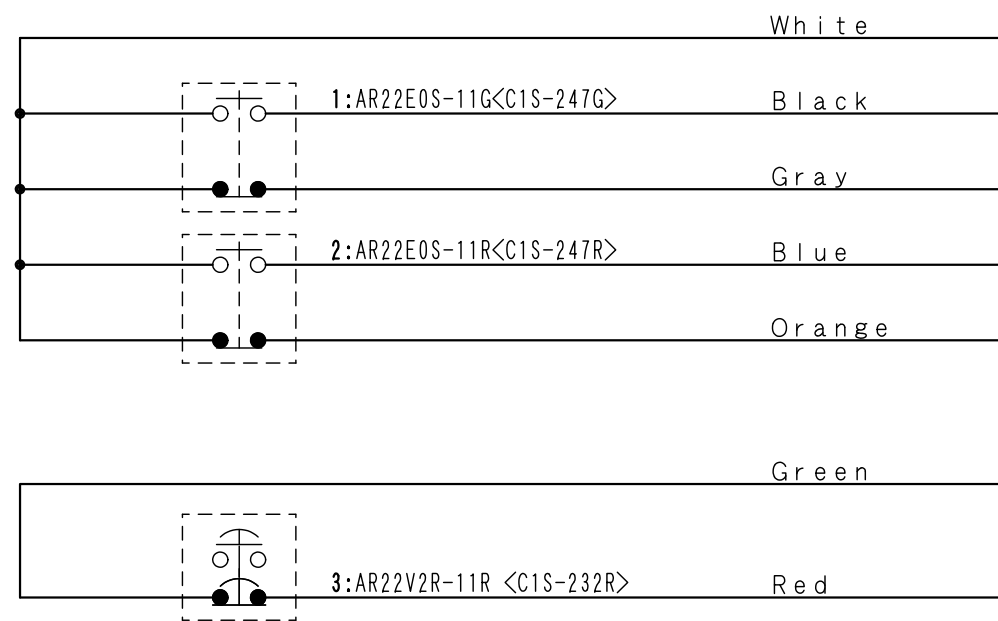 White
1:AR22E0S-11G<C1S-247G>
Black
Gray
2:AR22E0S-11R<C1S-247R>
Blue
Orange
Green
3:AR22V2R-11R <C1S-232R>
Red